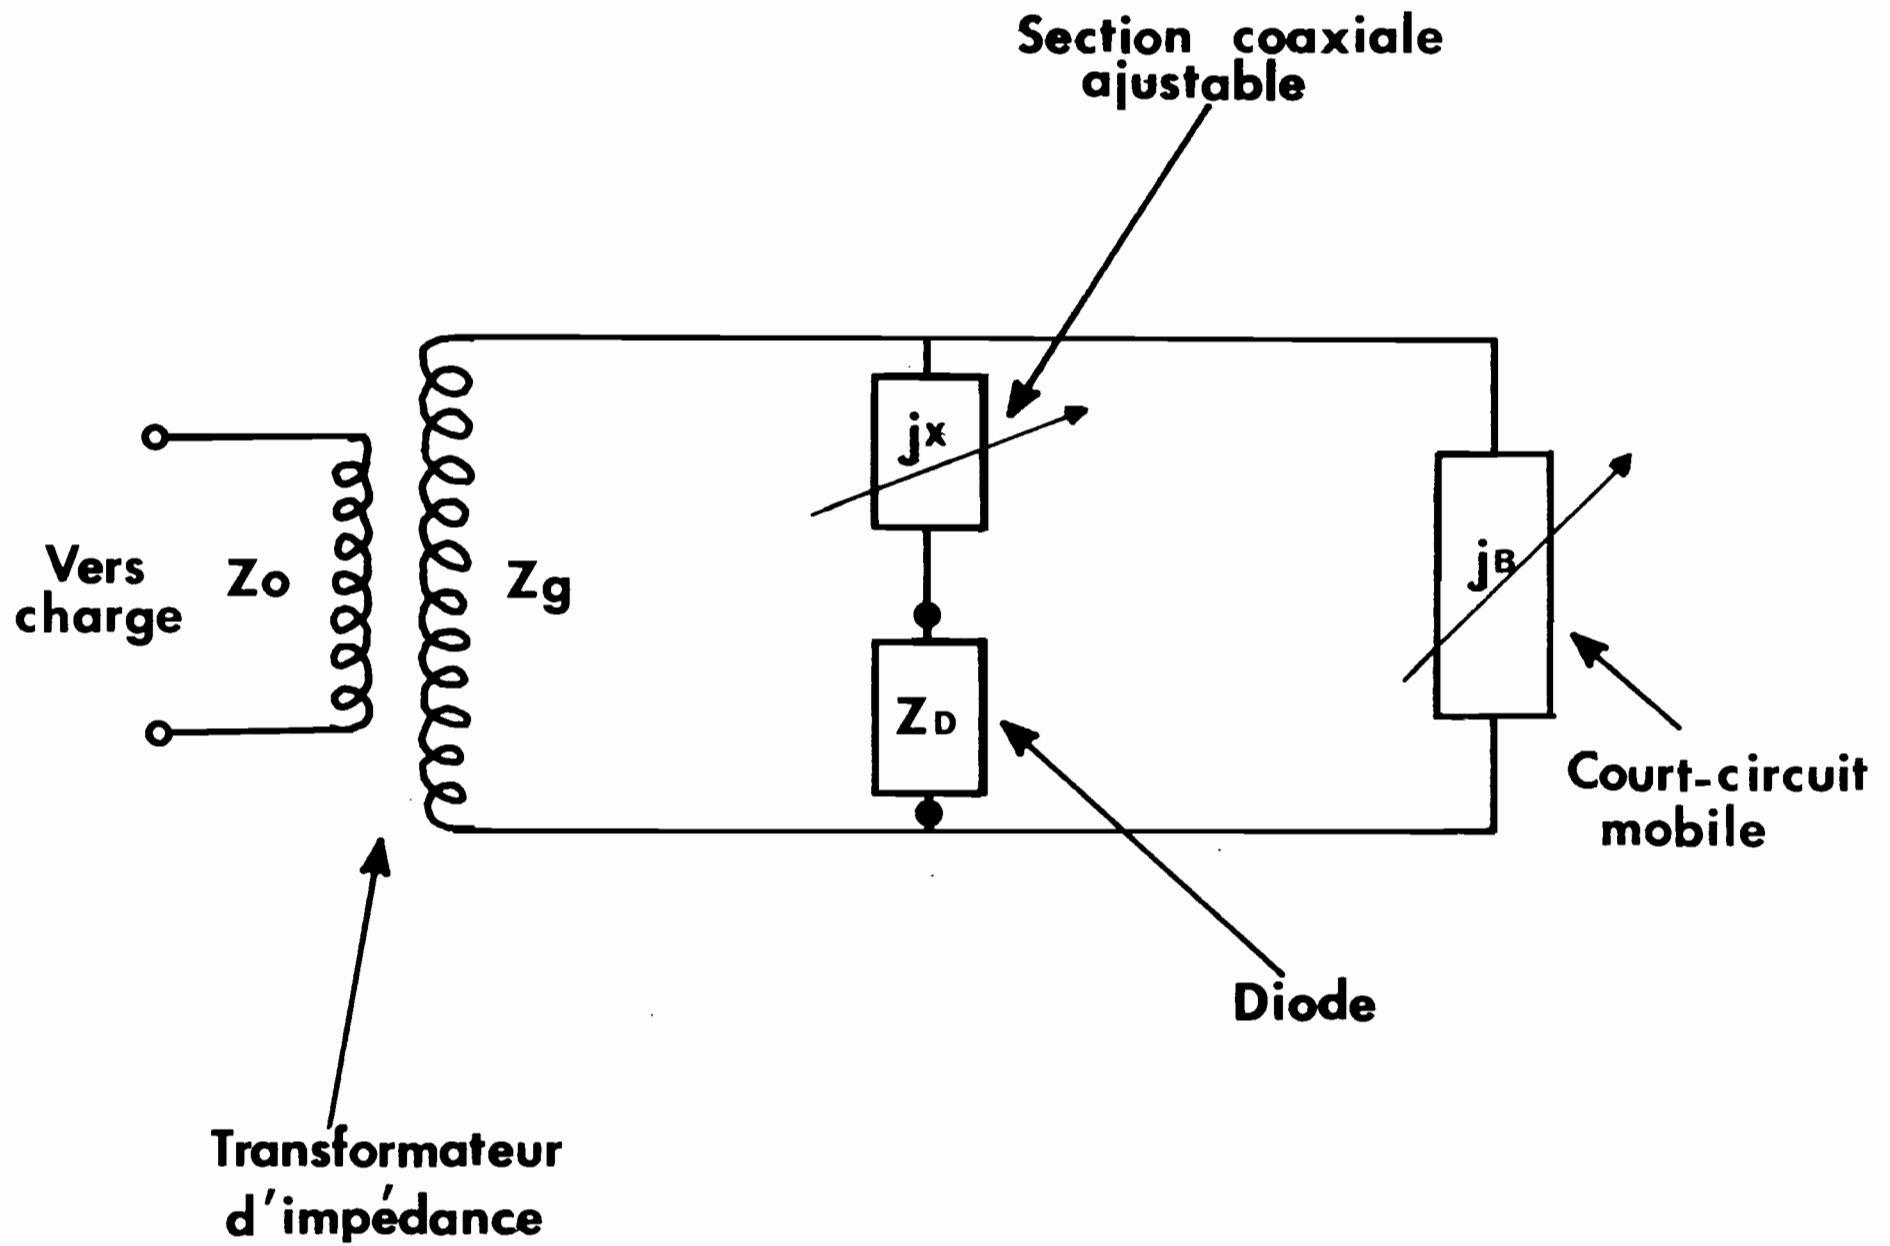 Section coaxiale
ajustable
jx
jB
Vers
charge
Zo
Zg
ZD
Court-circuit
mobile
Diode
Transformateur
d'impédance